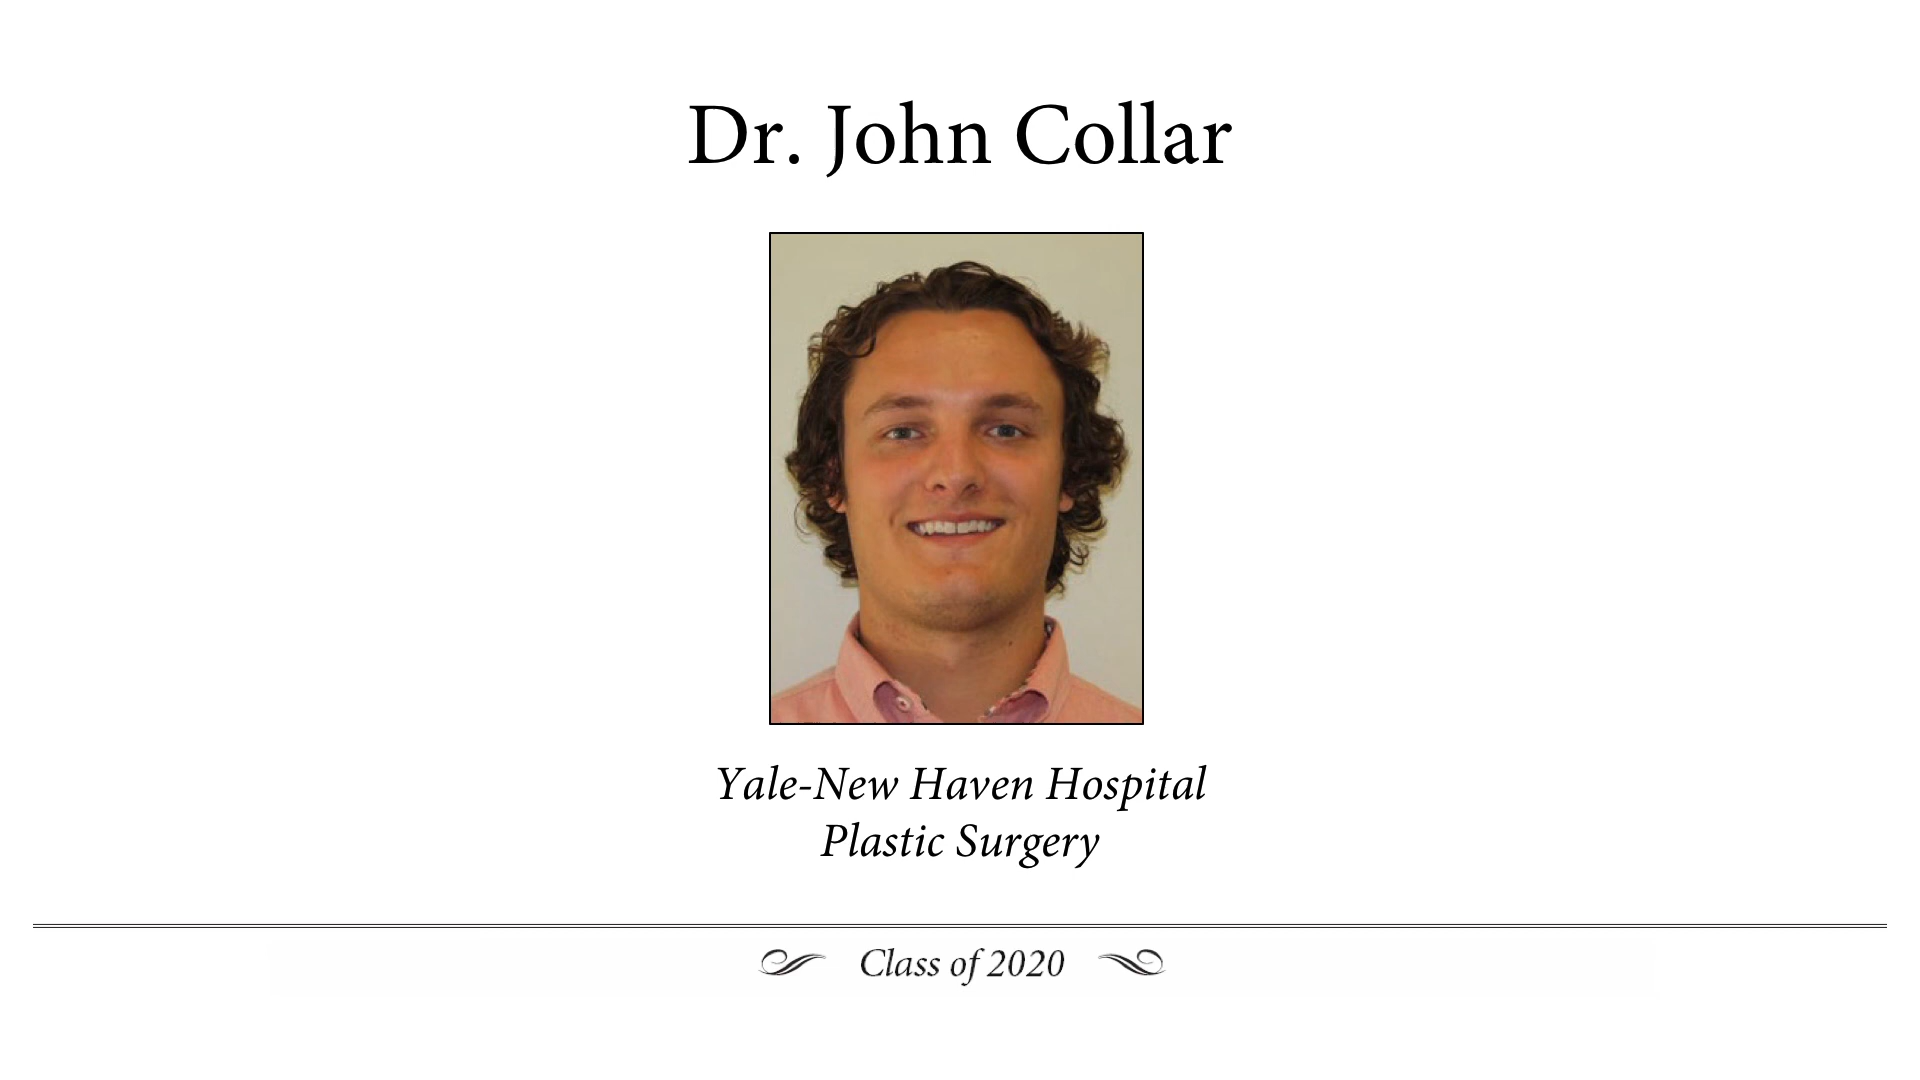 Dr. John Collar
Yale-New Haven Hospital
Plastic Surgery
Class of 2020